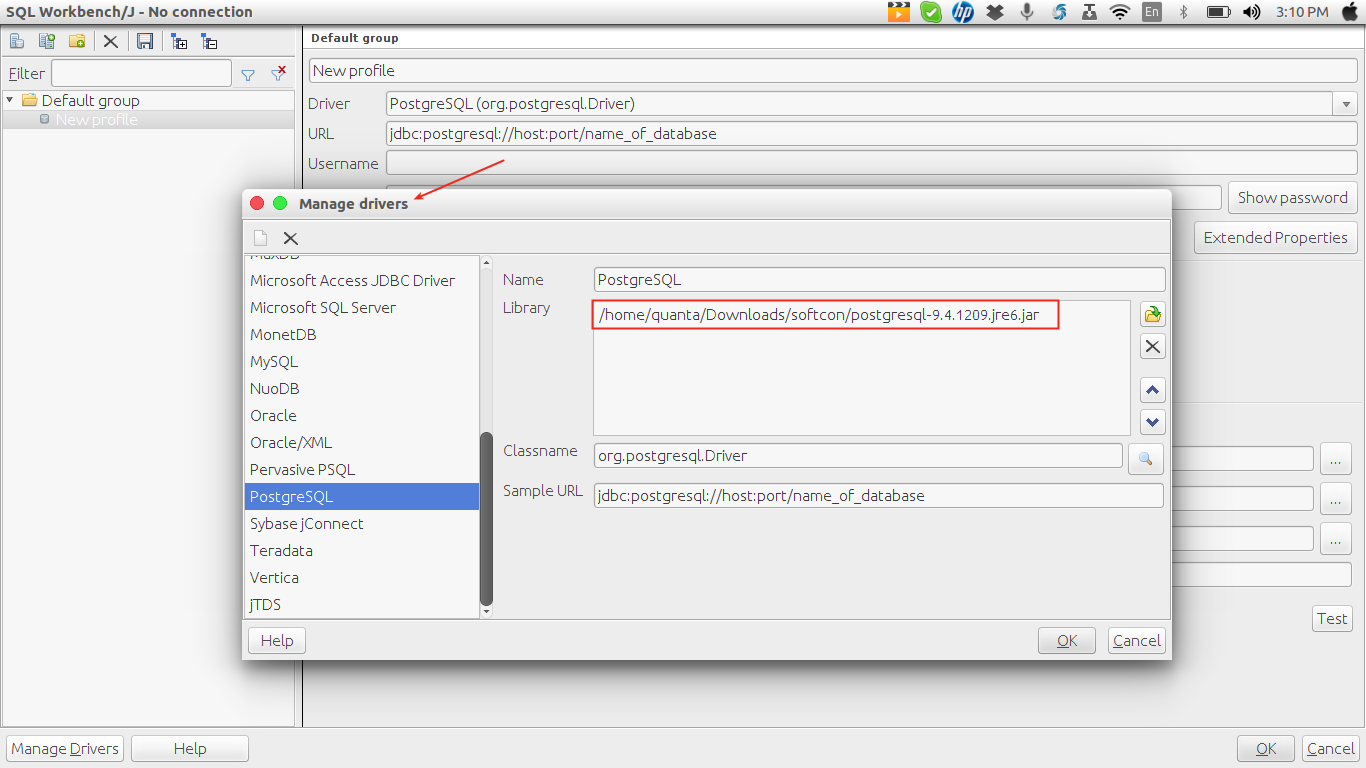 SQL Workbench/J - No connection
En
3:10 PM
Default group
Filter
New profile
Default group
New profile
Driver
PostgreSQL (org.postgresql.Driver)
URL
jdbc:postgresql://host:port/name_of_database
Username
Show password
Extended Properties
Manage drivers
MaxDB
Microsoft Access JDBC Driver
Microsoft SQL Server
MonetDB
MySQL
NuoDB
Oracle
Oracle/XML
Pervasive PSQL
PostgreSQL
Sybase jConnect
Teradata
Vertica
jTDS
Name
PostgreSQL
Library
/home/quanta/Downloads/softcon/postgresql-9.4.1209.jre6.jar
Classname
org.postgresql.Driver
Sample URL
jdbc:postgresql://host:port/name_of_database
...
...
...
Test
Help
OK
Cancel
Manage Drivers
Help
OK
Cancel